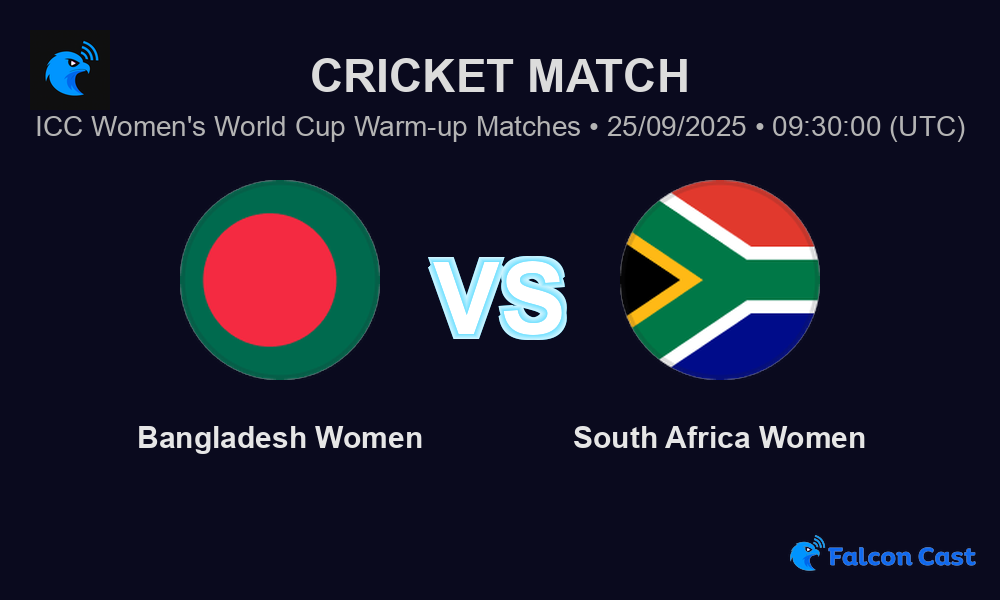 CRICKET MATCH
ICC Women's World Cup Warm-up Matches • 25/09/2025 • 09:30:00 (UTC)
VS
Bangladesh Women
South Africa Women
Falcon Cast